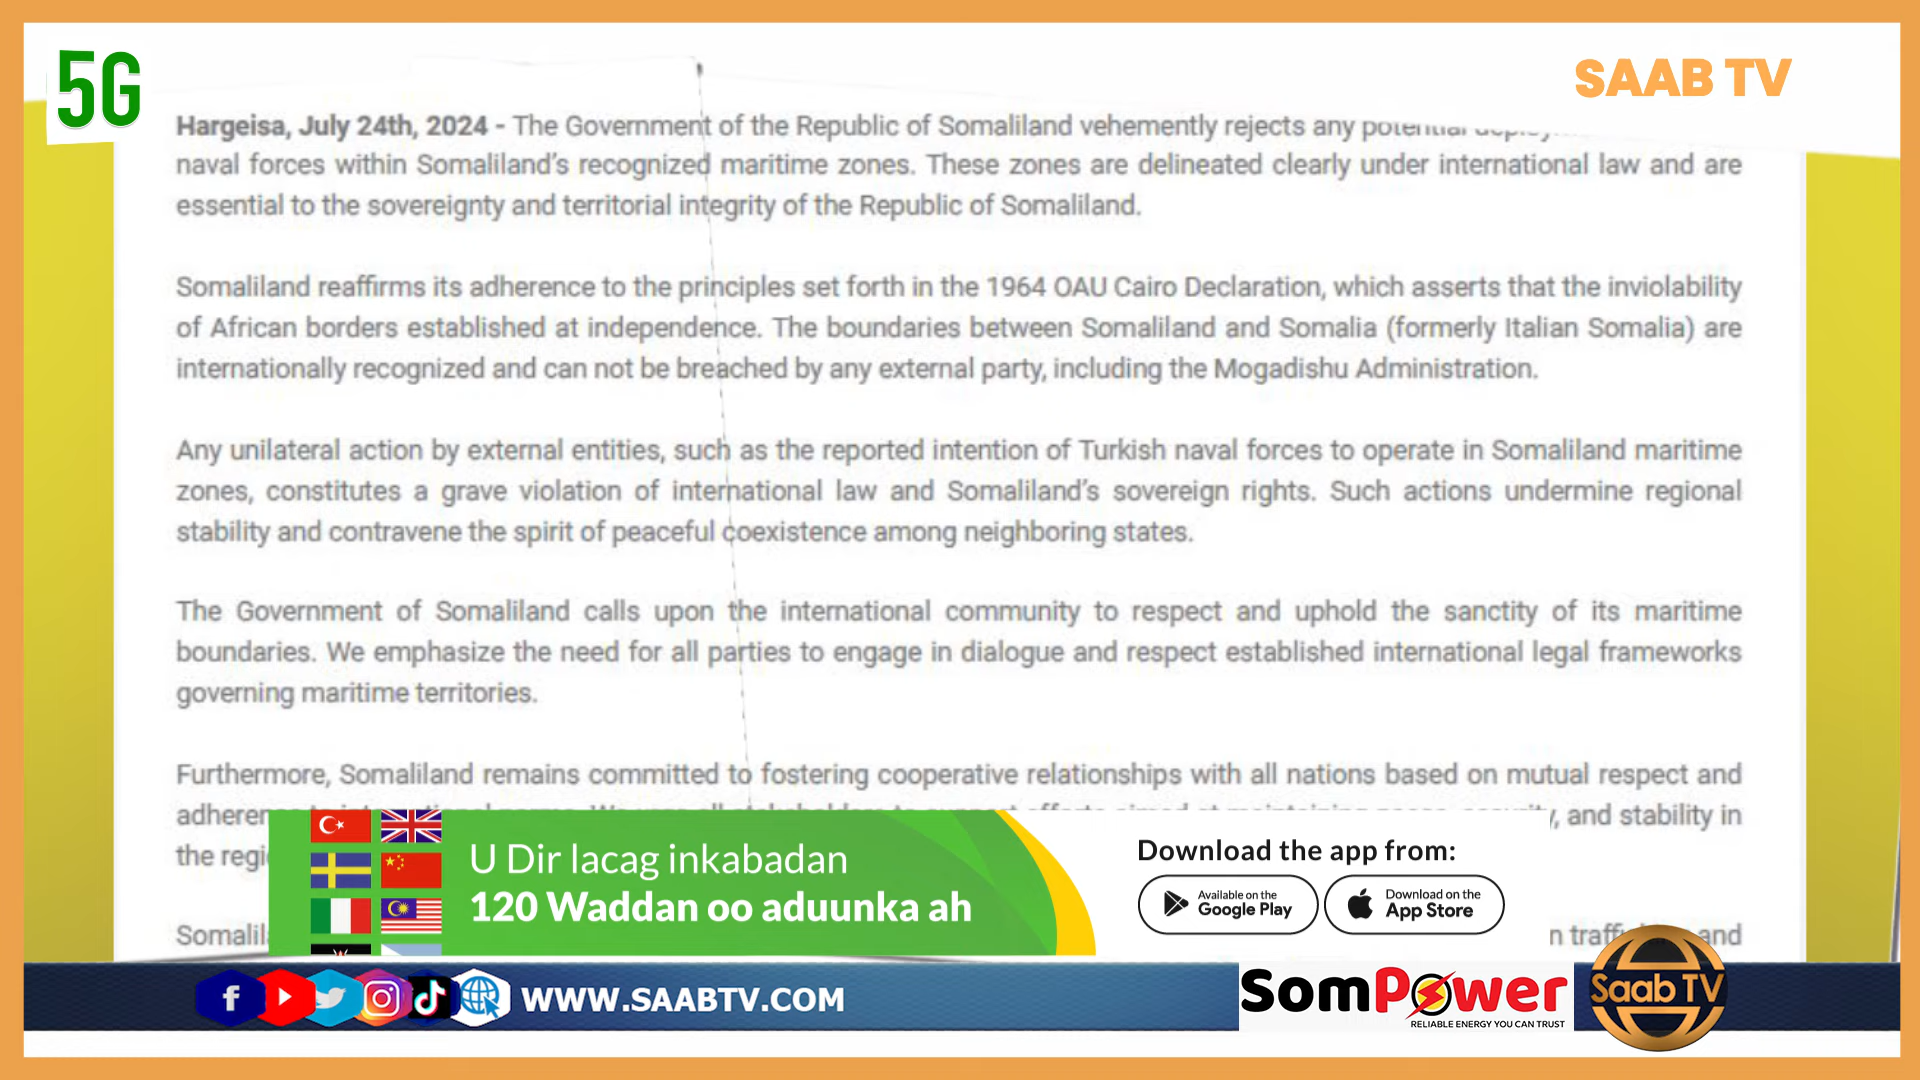 5G
SAAB TV
Hargeisa, July 24th, 2024 - The Government of the Republic of Somaliland vehemently rejects any potential
naval forces within Somaliland's recognized maritime zones. These zones are delineated clearly under international law and are
essential to the sovereignty and territorial integrity of the Republic of Somaliland.
Somaliland reaffirms its adherence to the principles set forth in the 1964 OAU Cairo Declaration, which asserts that the inviolability
of African borders established at independence. The boundaries between Somaliland and Somalia (formerly Italian Somalia) are
internationally recognized and can not be breached by any external party, including the Mogadishu Administration.
Any unilateral action by external entities, such as the reported intention of Turkish naval forces to operate in Somaliland maritime
zones, constitutes a grave violation of international law and Somaliland's sovereign rights. Such actions undermine regional
stability and contravene the spirit of peaceful coexistence among neighboring states.
The Government of Somaliland calls upon the international community to respect and uphold the sanctity of its maritime
boundaries. We emphasize the need for all parties to engage in dialogue and respect established international legal frameworks
governing maritime territories.
Furthermore, Somaliland remains committed to fostering cooperative relationships with all nations based on mutual respect and
and stability in
the
and
U Dir lacag inkabadan
120 Waddan oo aduunka ah
Download the app from:
Available on the
Google Play
Download on the
App Store
WWW.SAABTV.COM
SomPower
RELIABLE ENERGY YOU CAN TRUST
Saab TV